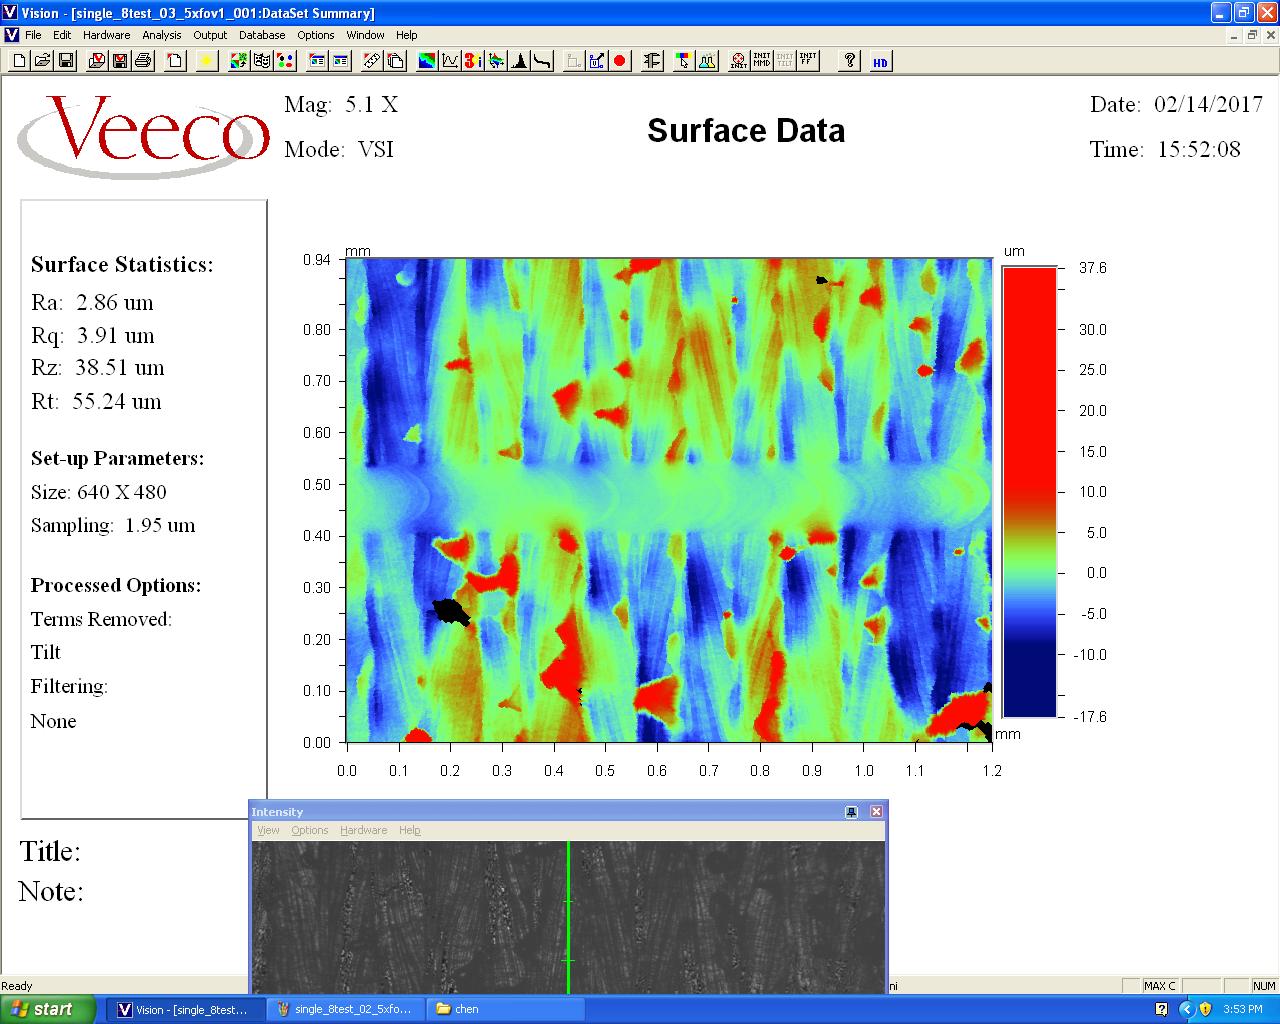 Vision - [single_8test_03_5xfov1_001:DataSet Summary]
File Edit Hardware Analysis Output Database Options Window Help
INIT INIT MMD INIT TILT INIT FF ? HD
Veeco
Mag: 5.1 X
Mode: VSI
Surface Data
Date: 02/14/2017
Time: 15:52:08
Surface Statistics:
Ra: 2.86 um
Rq: 3.91 um
Rz: 38.51 um
Rt: 55.24 um
Set-up Parameters:
Size: 640 X 480
Sampling: 1.95 um
Processed Options:
Terms Removed:
Tilt
Filtering:
None
Title:
Note:
mm
0.94
0.80
0.70
0.60
0.50
0.40
0.30
0.20
0.10
0.00
0.0 0.1 0.2 0.3 0.4 0.5 0.6 0.7 0.8 0.9 1.0 1.1 1.2
mm
um
37.6
30.0
25.0
20.0
15.0
10.0
5.0
0.0
-5.0
-10.0
-17.6
Intensity
View Options Hardware Help
Ready
ni
MAX C
NUM
start
Vision - [single_8test...
single_8test_02_5xfo...
chen
3:53 PM